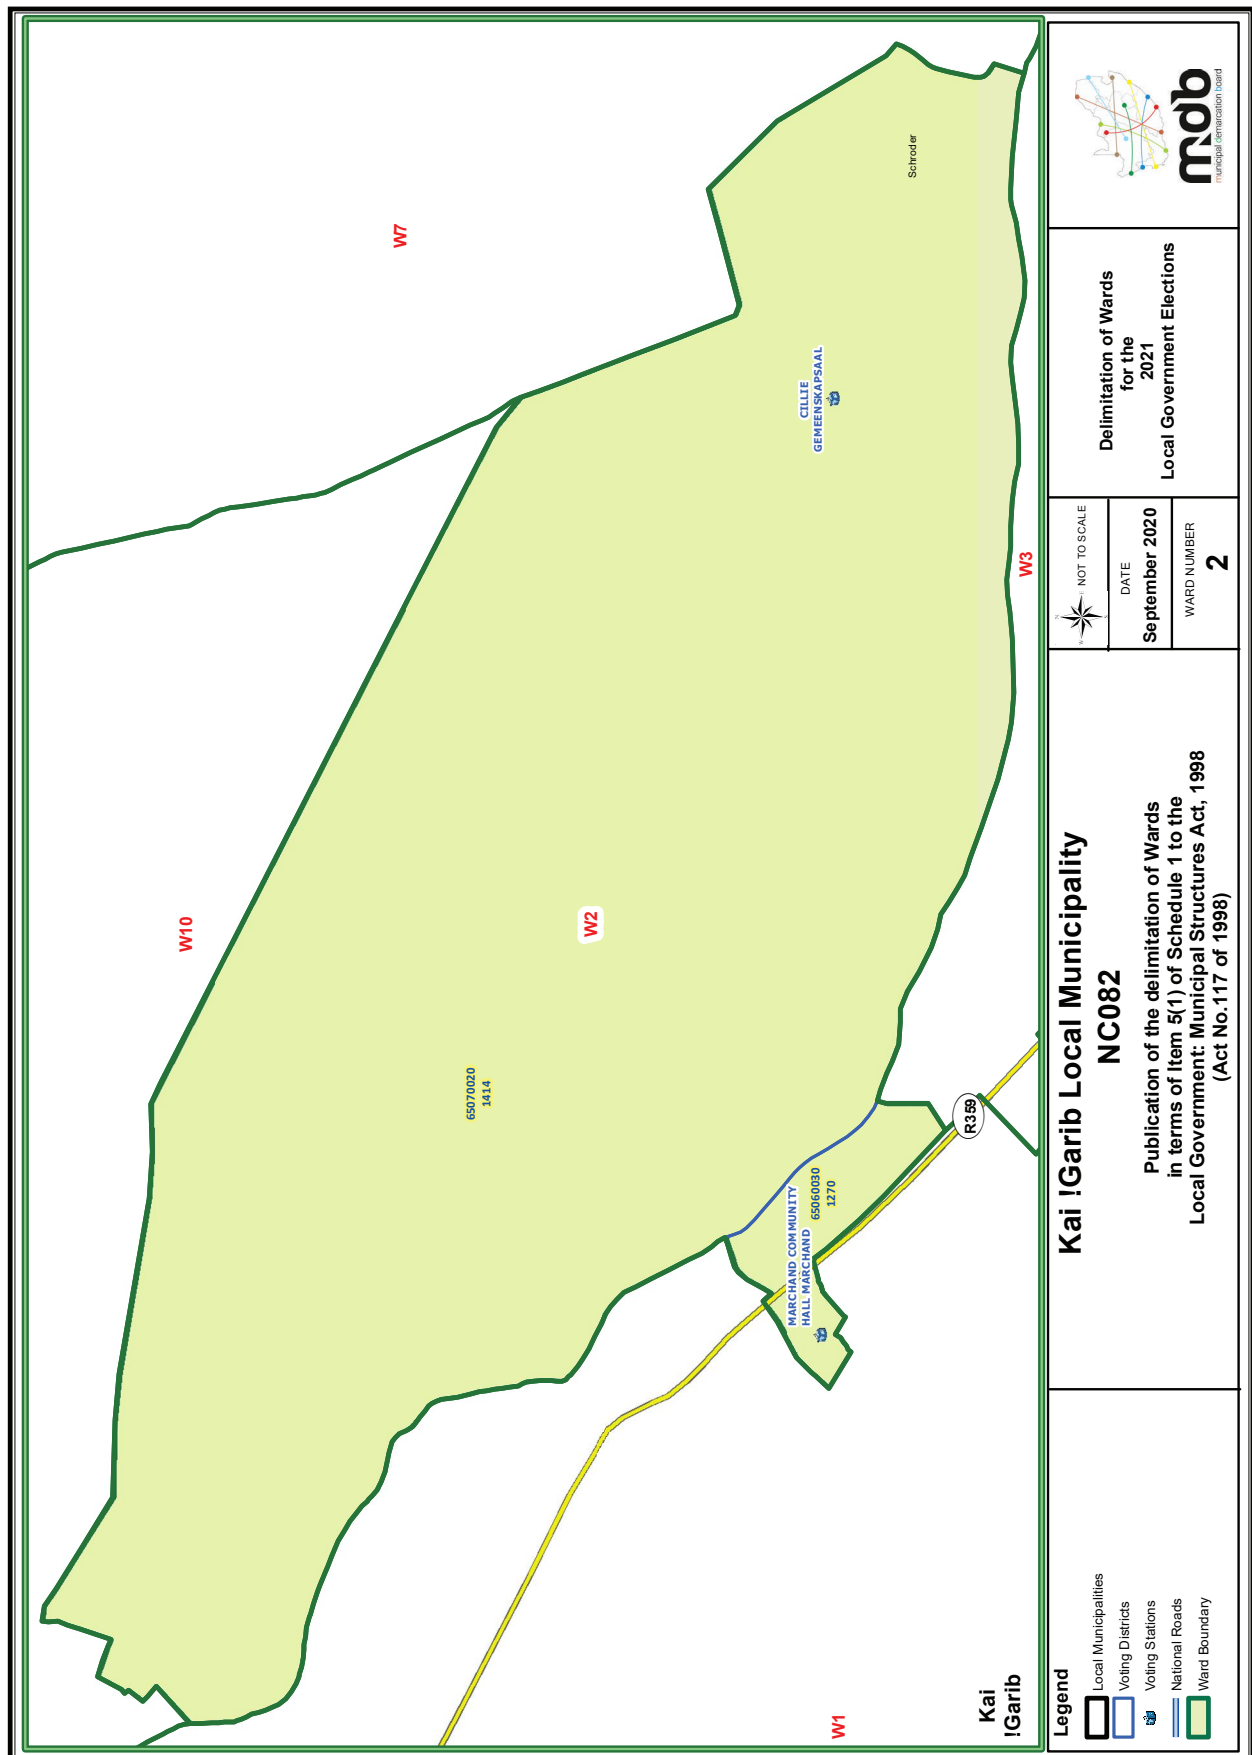 W7
W10
W2
W3
W1
Schroder
CILLIE
GEMEENSKAPSAAL
65070020
1414
MARCHAND COMMUNITY
HALL MARCHAND
65060030
1270
R359
Kai
!Garib
Legend
Local Municipalities
Voting Districts
Voting Stations
National Roads
Ward Boundary
Kai !Garib Local Municipality
NC082
Publication of the delimitation of Wards
in terms of Item 5(1) of Schedule 1 to the
Local Government: Municipal Structures Act, 1998
(Act No.117 of 1998)
N
W
E
S
NOT TO SCALE
DATE
September 2020
WARD NUMBER
2
Delimitation of Wards
for the
2021
Local Government Elections
mdb
municipal demarcation board